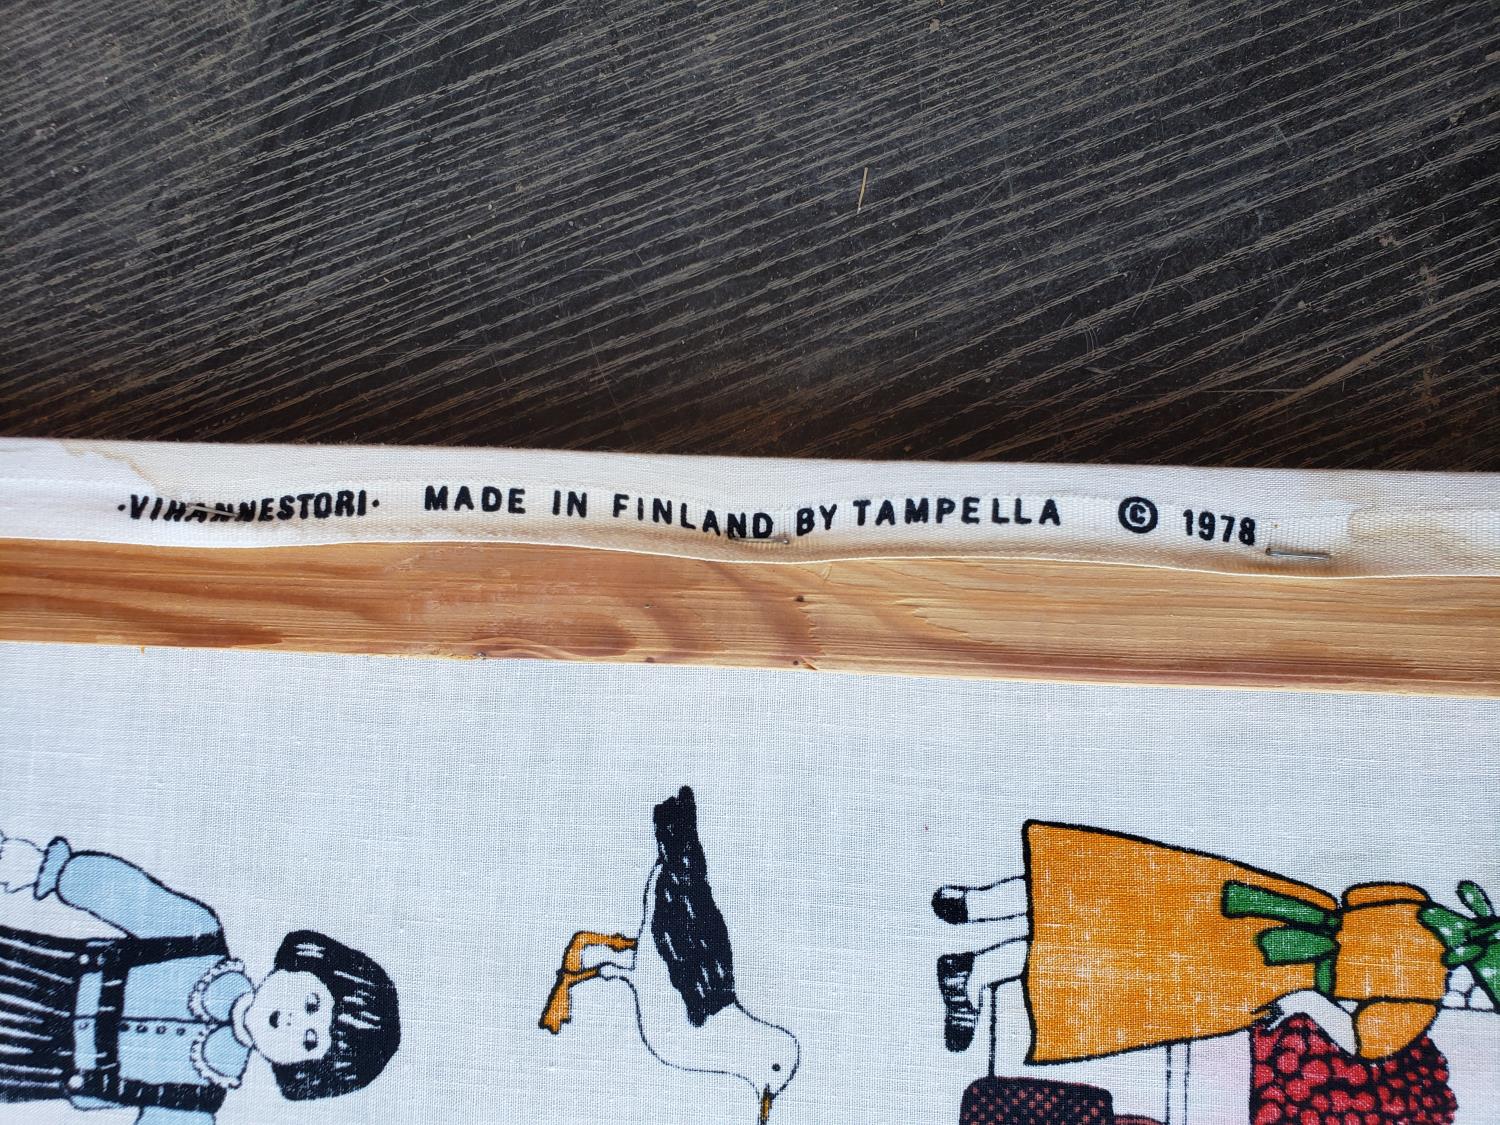 ·VIHANNESTORI· MADE IN FINLAND BY TAMPELLA © 1978